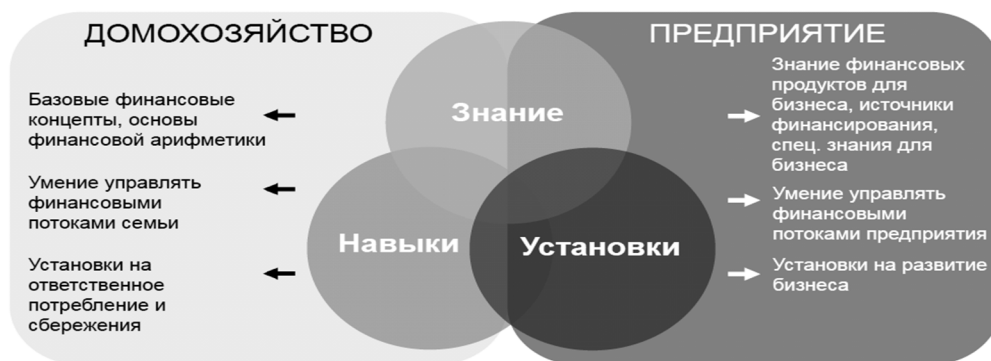 ДОМОХОЗЯЙСТВО
Базовые финансовые
концепты, основы
финансовой арифметики
Умение управлять
финансовыми
потоками семьи
Установки на
ответственное
потребление и
сбережения
Знание
Навыки
Установки
ПРЕДПРИЯТИЕ
Знание финансовых
продуктов для
бизнеса, источники
финансирования,
спец. знания для
бизнеса
Умение управлять
финансовыми
потоками предприятия
Установки на развитие
бизнеса